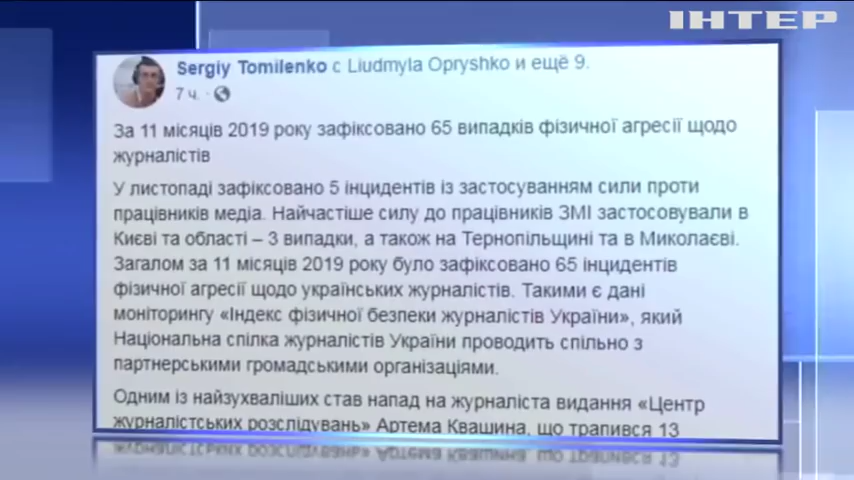 ІНТЕР
Sergiy Tomilenko с Liudmyla Opryshko и ещё 9.
7 ч. ·
За 11 місяців 2019 року зафіксовано 65 випадків фізичної агресії щодо
журналістів
У листопаді зафіксовано 5 інцидентів із застосуванням сили проти
працівників медіа. Найчастіше силу до працівників ЗМІ застосовували в
Києві та області – 3 випадки, а також на Тернопільщині та в Миколаєві.
Загалом за 11 місяців 2019 року було зафіксовано 65 інцидентів
фізичної агресії щодо українських журналістів. Такими є дані
моніторингу «Індекс фізичної безпеки журналістів України», який
Національна спілка журналістів України проводить спільно з
партнерськими громадськими організаціями.
Одним із найзухваліших став напад на журналіста видання «Центр
журналістських розслідувань» Артема Квашина, що трапився 13